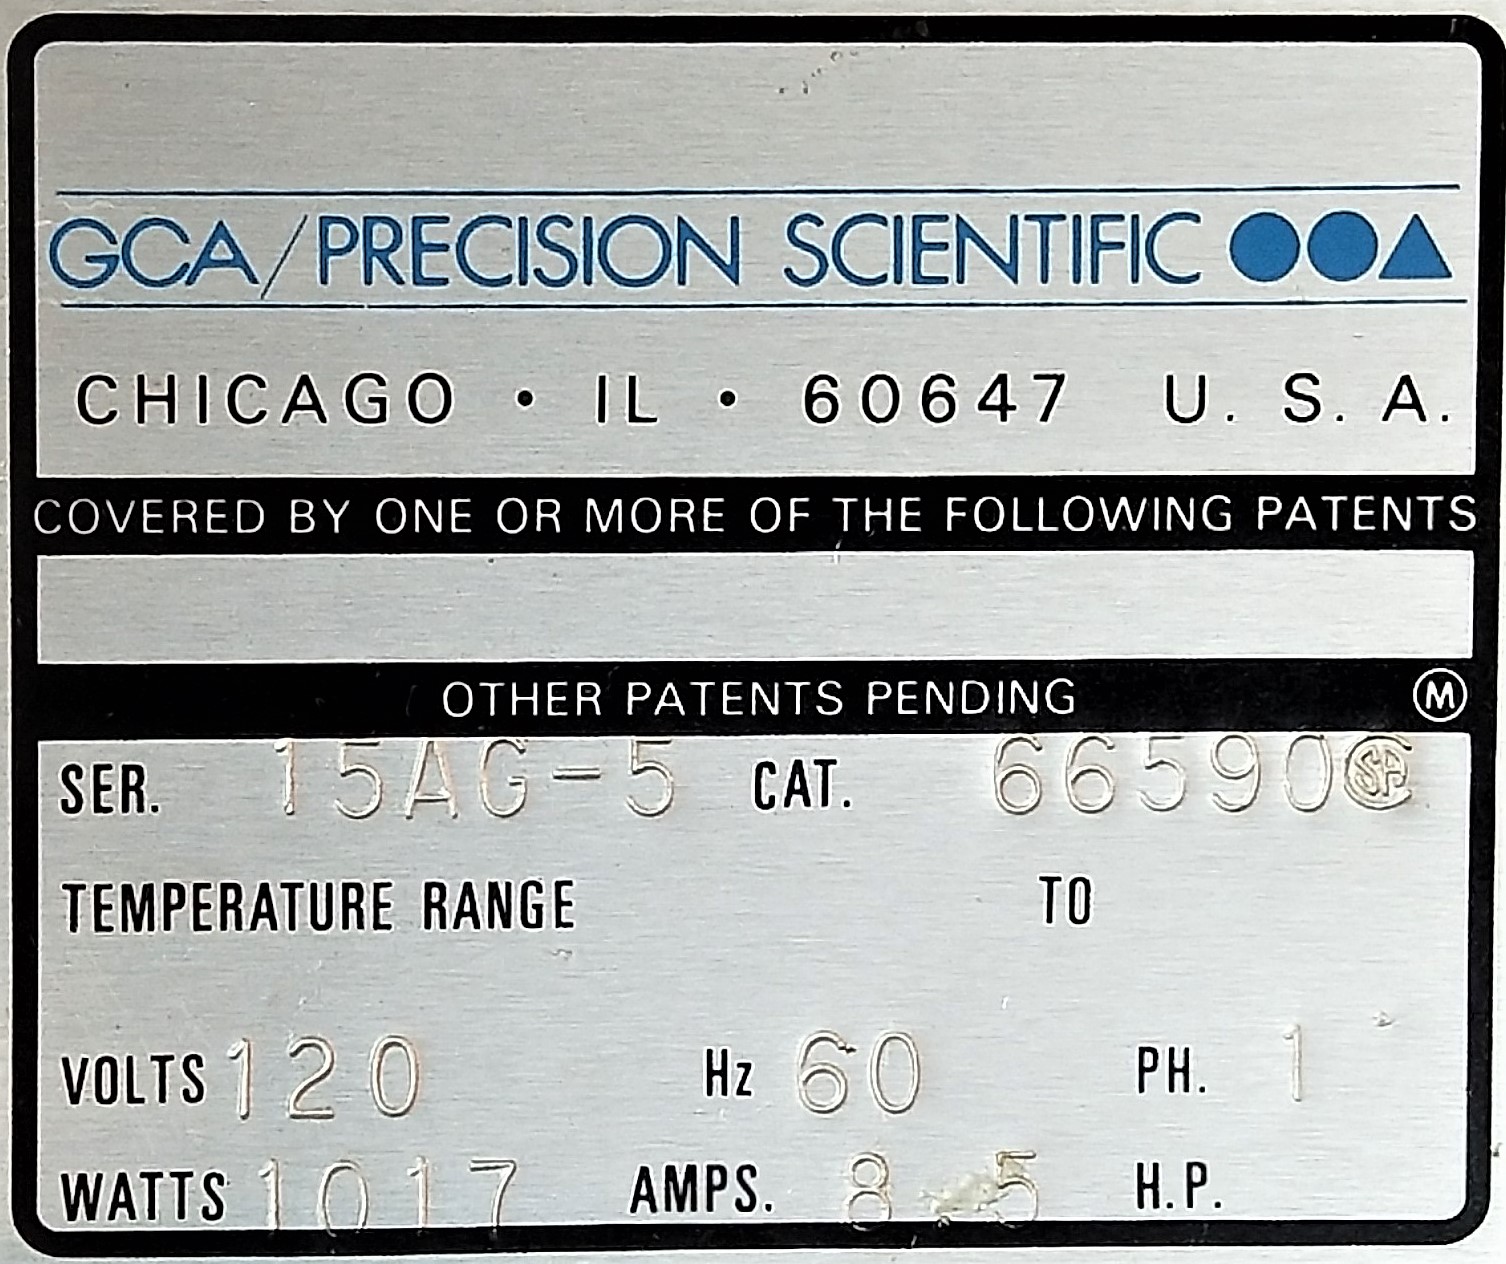 GCA/PRECISION SCIENTIFIC
CHICAGO • IL • 60647 U. S. A.
COVERED BY ONE OR MORE OF THE FOLLOWING PATENTS
OTHER PATENTS PENDING Ⓜ
SER. 15AG-5 CAT. 66590 SA
TEMPERATURE RANGE TO
VOLTS 120 Hz 60 PH. 1
WATTS 1017 AMPS. 8.5 H.P.